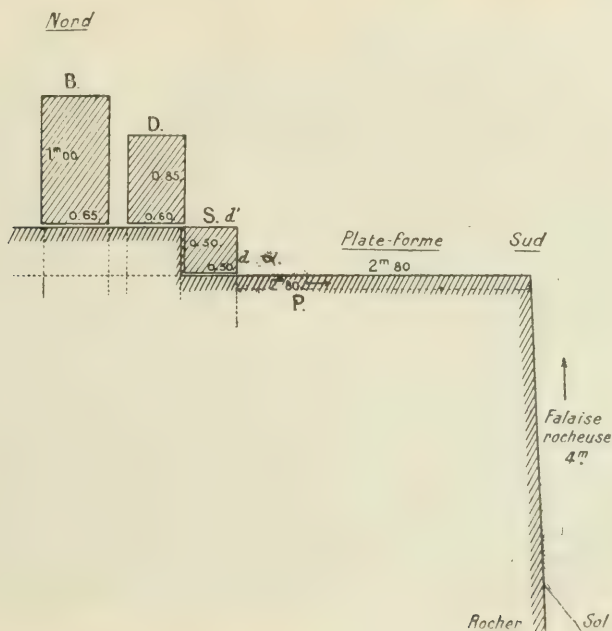 Nord
B.
D.
1m00
0.85
0.65
0.60
S. d'
0.50
0.50
d α.
Plate-forme
Sud
2m80
2m80
P.
Falaise
rocheuse
4m
Rocher
Sol